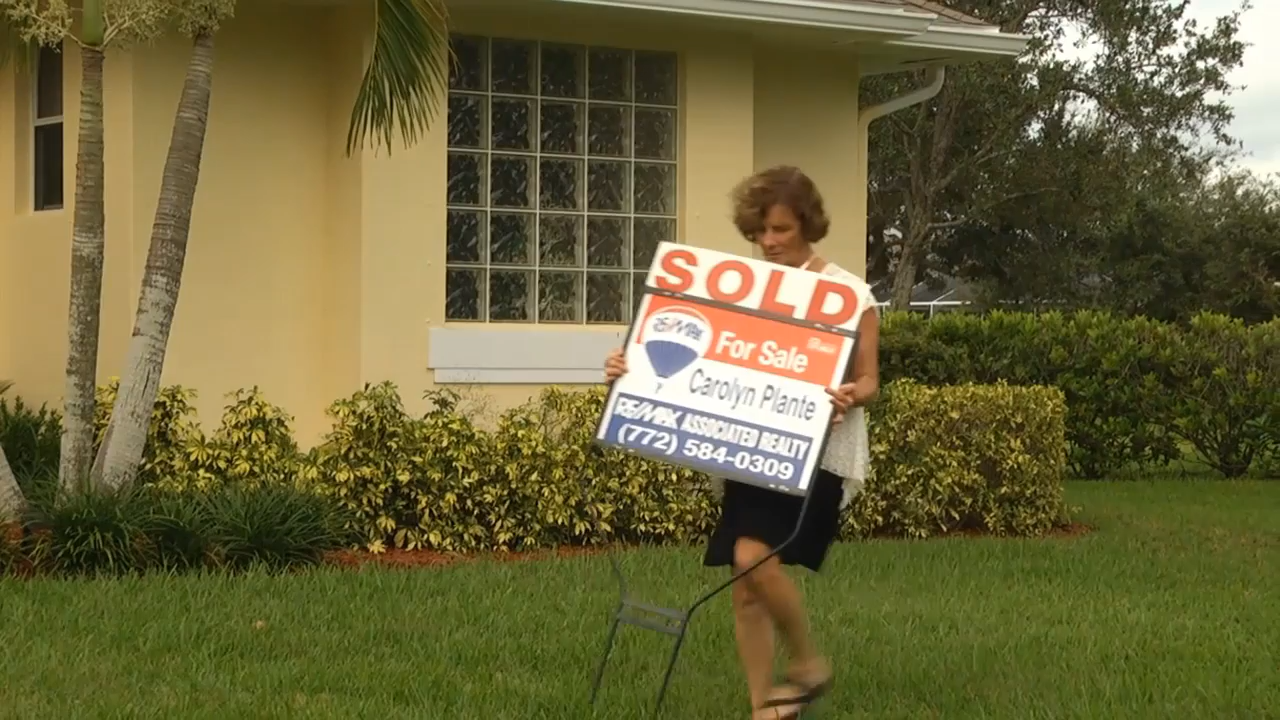 SOLD
RE/MAX
For Sale
Carolyn Plante
RE/MAX ASSOCIATED REALTY
(772) 584-0309